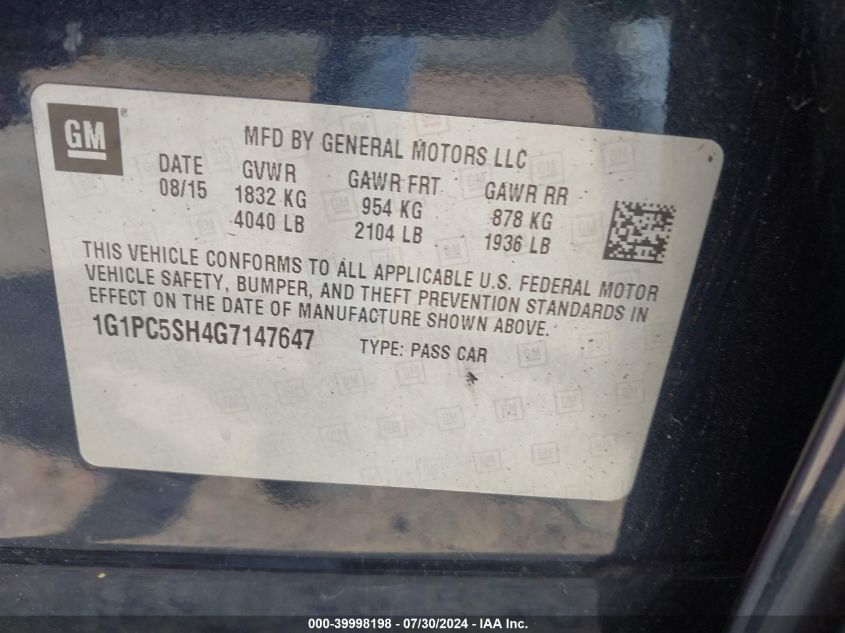 GM ®
MFD BY GENERAL MOTORS LLC
DATE GVWR GAWR FRT GAWR RR
08/15 1832 KG 954 KG 878 KG
4040 LB 2104 LB 1936 LB
THIS VEHICLE CONFORMS TO ALL APPLICABLE U.S. FEDERAL MOTOR
VEHICLE SAFETY, BUMPER, AND THEFT PREVENTION STANDARDS IN
EFFECT ON THE DATE OF MANUFACTURE SHOWN ABOVE.
1G1PC5SH4G7147647 TYPE: PASS CAR
000-39998198 - 07/30/2024 - IAA Inc.